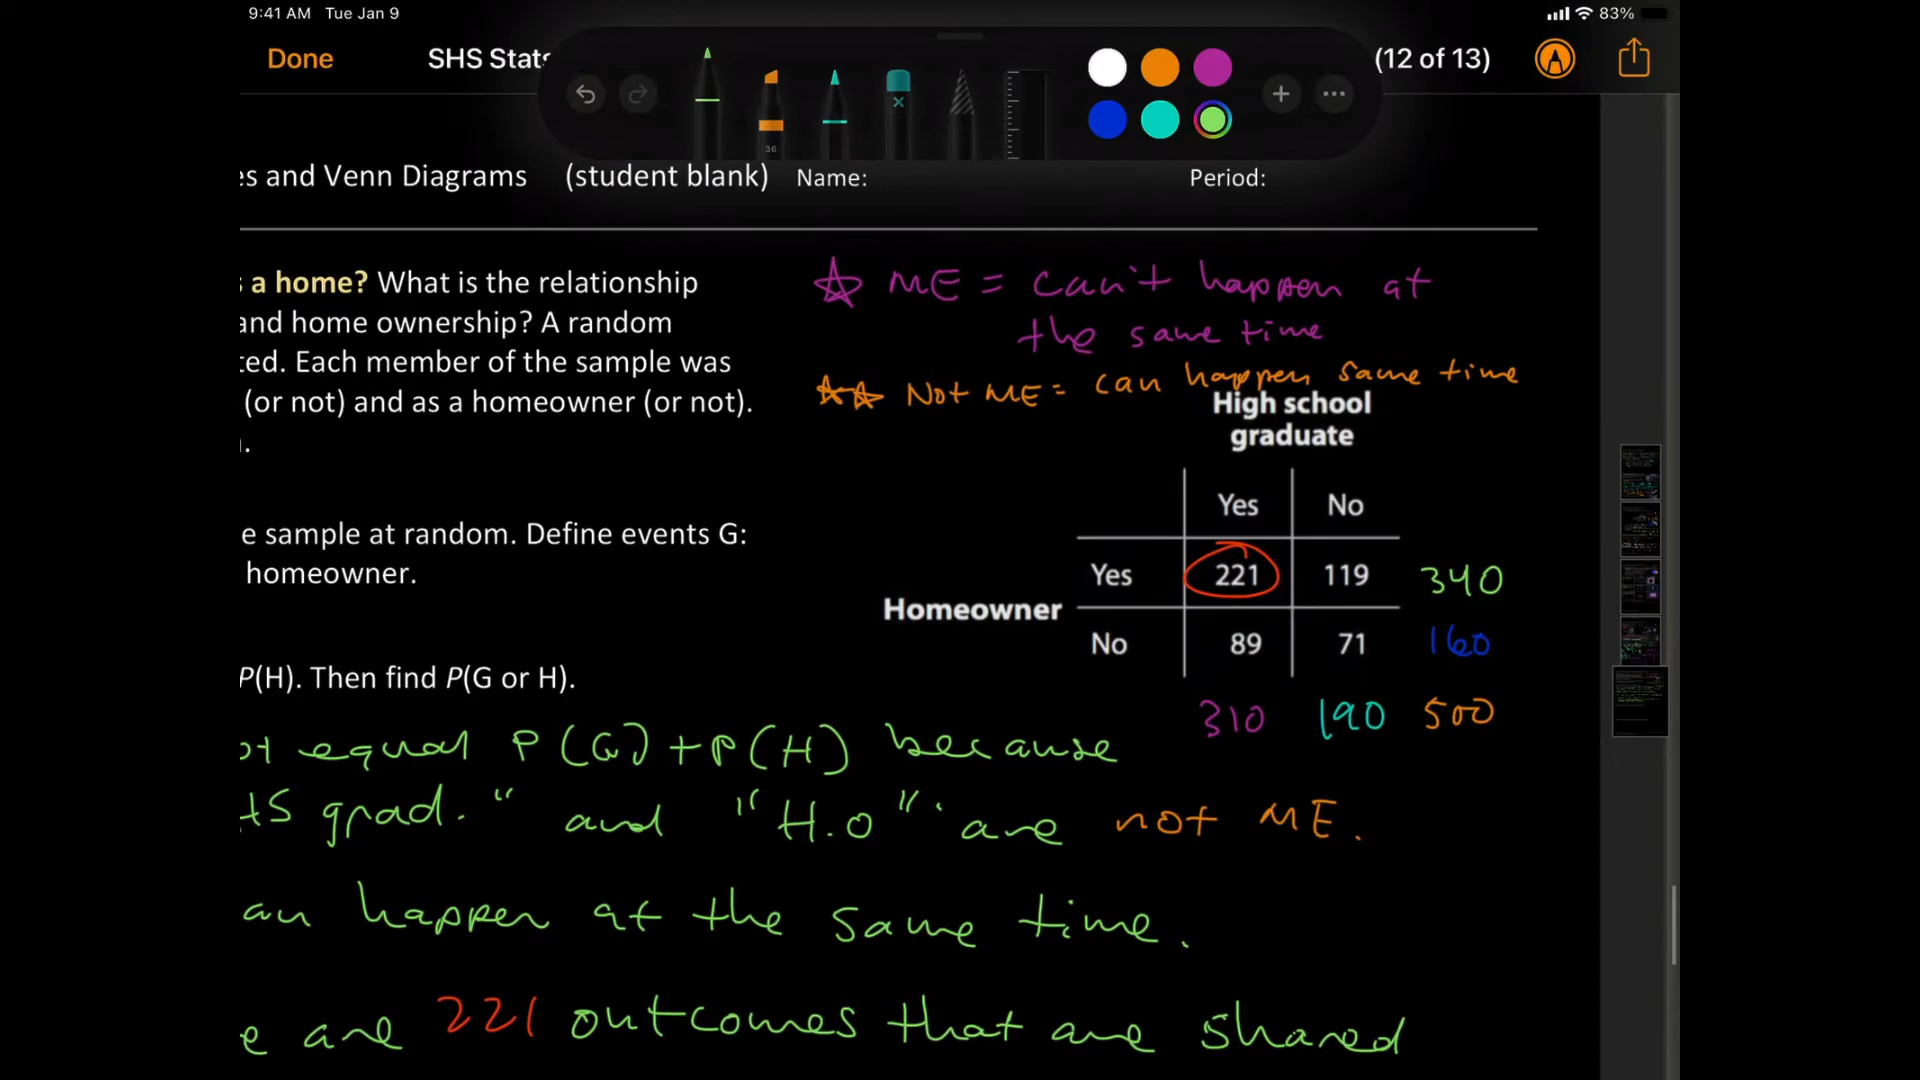 9:41 AM Tue Jan 9
83%
Done
SHS Stats
(12 of 13)
36
es and Venn Diagrams (student blank) Name: Period:
s a home? What is the relationship
and home ownership? A random
ted. Each member of the sample was
(or not) and as a homeowner (or not).
ME = can't happen at
the same time
Not ME = can happen same time
High school
graduate
Yes No
Yes 221 119 340
Homeowner
No 89 71 160
310 190 500
e sample at random. Define events G:
homeowner.
P(H). Then find P(G or H).
ot equal P(G)+P(H) because
HS grad." and "H.O". are not ME.
an happen at the same time.
e are 221 outcomes that are shared